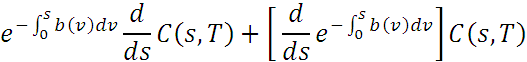 $e^{-\int_0^s b(v)dv} \frac{d}{ds} C(s,T) + \left[ \frac{d}{ds} e^{-\int_0^s b(v)dv} \right] C(s,T)$